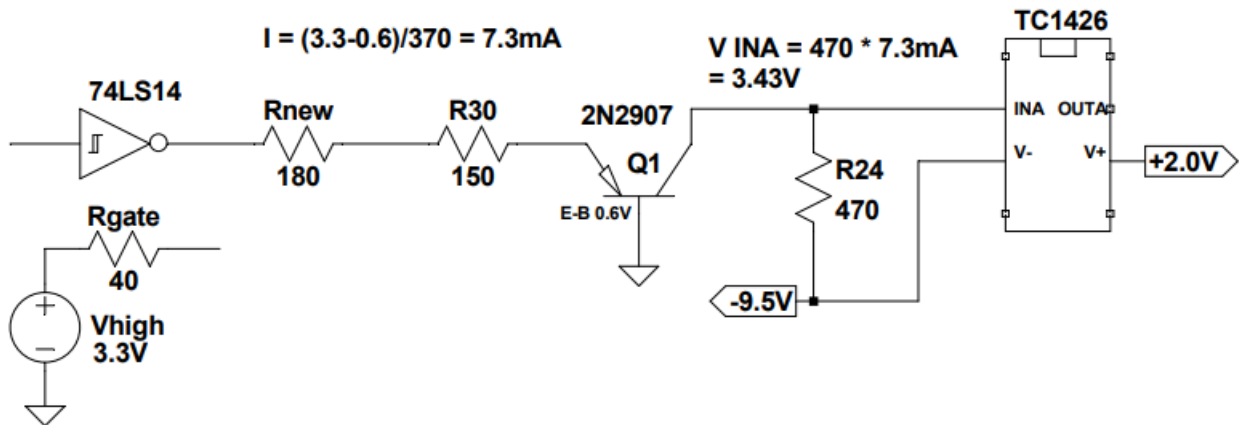 I = (3.3-0.6)/370 = 7.3mA
V INA = 470 * 7.3mA
= 3.43V
TC1426
74LS14
Rnew
180
R30
150
2N2907
Q1
E-B 0.6V
R24
470
INA OUTA
V- V+
+2.0V
-9.5V
Rgate
40
+
Vhigh
3.3V